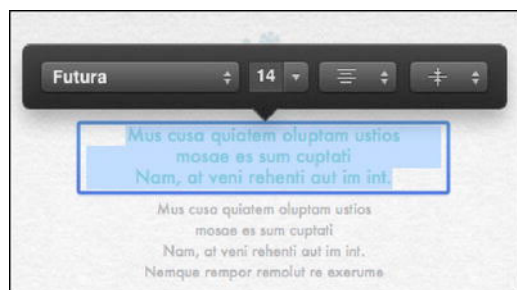 Futura 14
Mus cusa quiatem oluptam ustios
mosae es sum cuptati
Nam, at veni rehenti aut im int.
Mus cusa quiatem oluptam ustios
mosae es sum cuptati
Nam, at veni rehenti aut im int.
Nemque rempor remolut re exerume